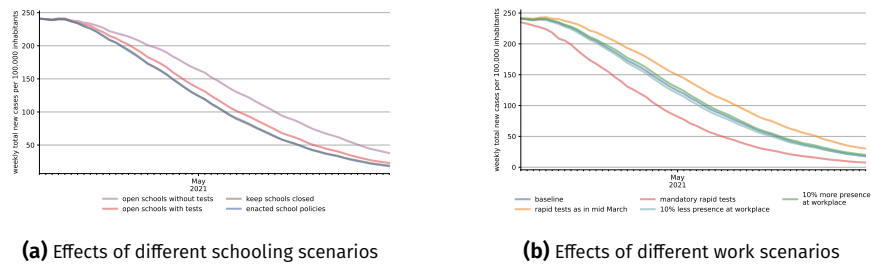 weekly total new cases per 100,000 inhabitants
250
200
150
100
50
May
2021
open schools without tests
keep schools closed
open schools with tests
enacted school policies
(a) Effects of different schooling scenarios
weekly total new cases per 100,000 inhabitants
250
200
150
100
50
0
May
2021
baseline
mandatory rapid tests
10% more presence
at workplace
rapid tests as in mid March
10% less presence at workplace
(b) Effects of different work scenarios